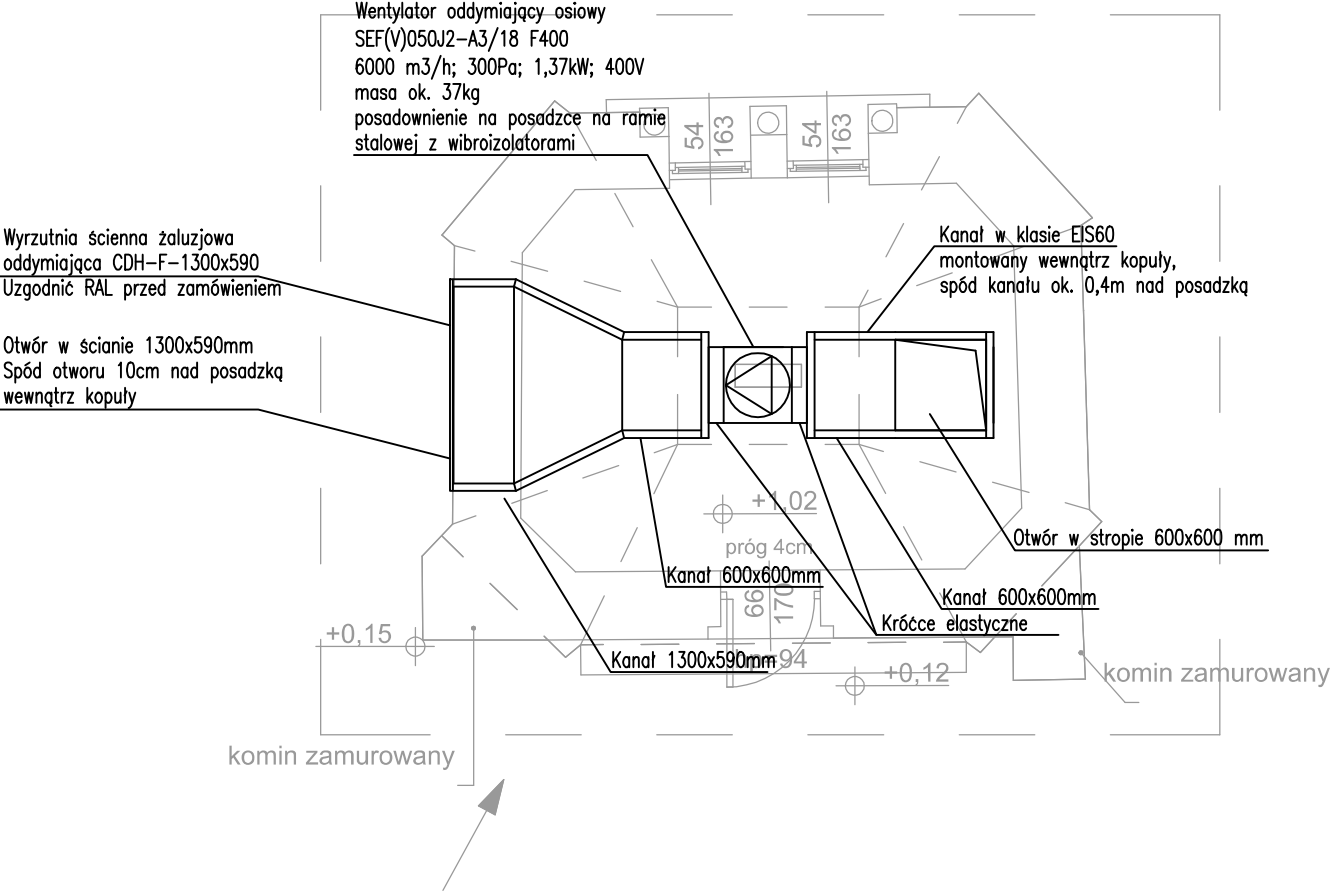 Wentylator oddymiający osiowy
SEF(V)050J2-A3/18 F400
6000 m3/h; 300Pa; 1,37kW; 400V
masa ok. 37kg
posadownienie na posadzce na ramie
stalowej z wibroizolatorami
54
163
54
163
Wyrzutnia ścienna żaluzjowa
oddymiająca CDH-F-1300x590
Uzgodnić RAL przed zamówieniem
Kanał w klasie EIS60
montowany wewnątrz kopuły,
spód kanału ok. 0,4m nad posadzką
Otwór w ścianie 1300x590mm
Spód otworu 10cm nad posadzką
wewnątrz kopuły
+1,02
próg 4cm
Otwór w stropie 600x600 mm
Kanał 600x600mm
66
170
Kanał 600x600mm
Króćce elastyczne
+0,15
Kanał 1300x590mm
=94
+0,12
komin zamurowany
komin zamurowany